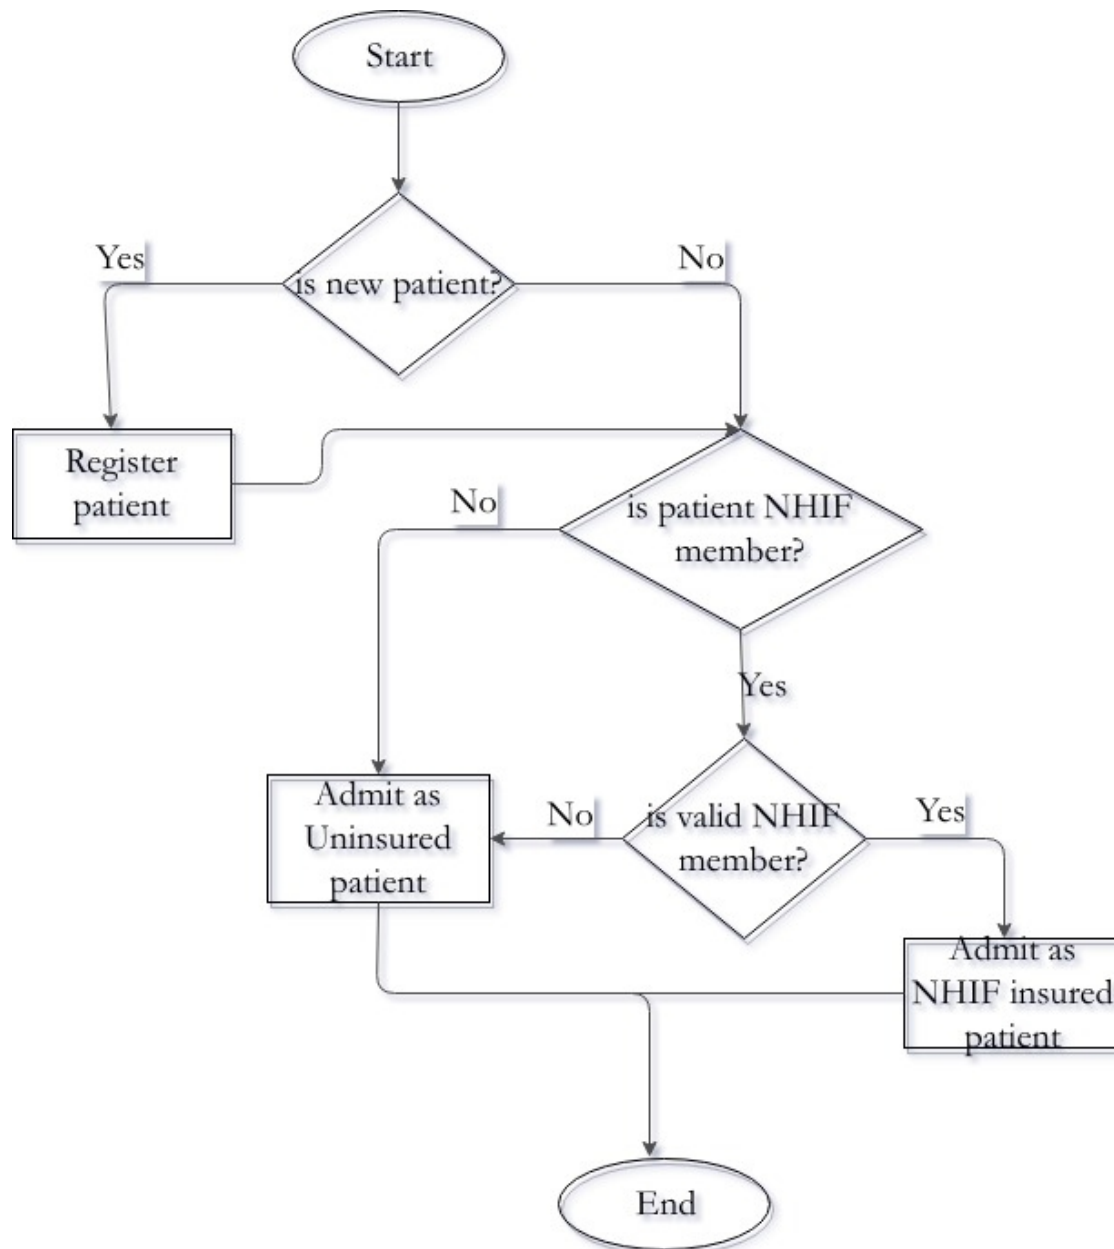 Start
Yes
No
is new patient?
Register
patient
No
is patient NHIF
member?
Yes
Admit as
Uninsured
patient
No
is valid NHIF
member?
Yes
Admit as
NHIF insured
patient
End